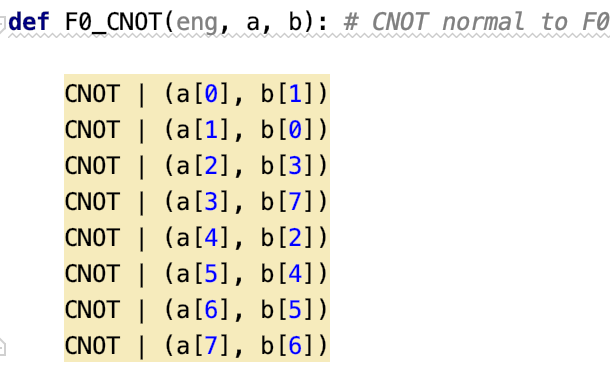 def F0_CNOT(eng, a, b): # CNOT normal to F0
CNOT | (a[0], b[1])
CNOT | (a[1], b[0])
CNOT | (a[2], b[3])
CNOT | (a[3], b[7])
CNOT | (a[4], b[2])
CNOT | (a[5], b[4])
CNOT | (a[6], b[5])
CNOT | (a[7], b[6])